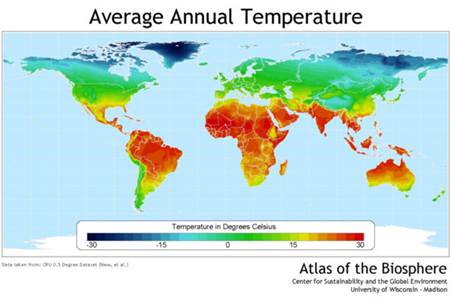 Average Annual Temperature
Temperature in Degrees Celsius
-30 -15 0 15 30
Data taken from: CRU 0.5 Degree Dataset (New, et al.)
Atlas of the Biosphere
Center for Sustainability and the Global Environment
University of Wisconsin - Madison